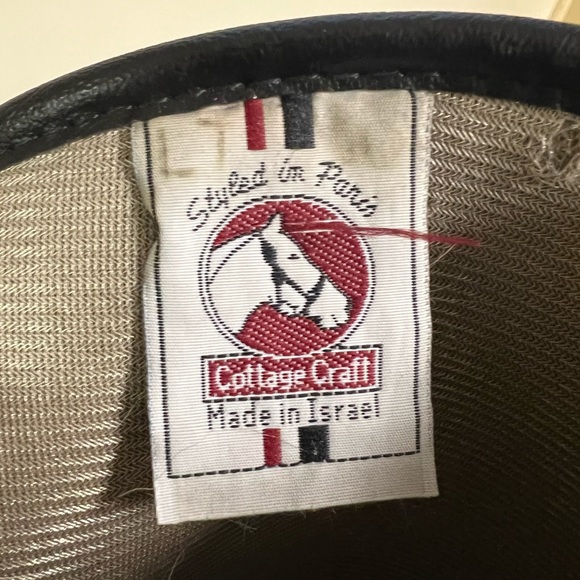 Styled in Paris
Cottage Craft
Made in Israel